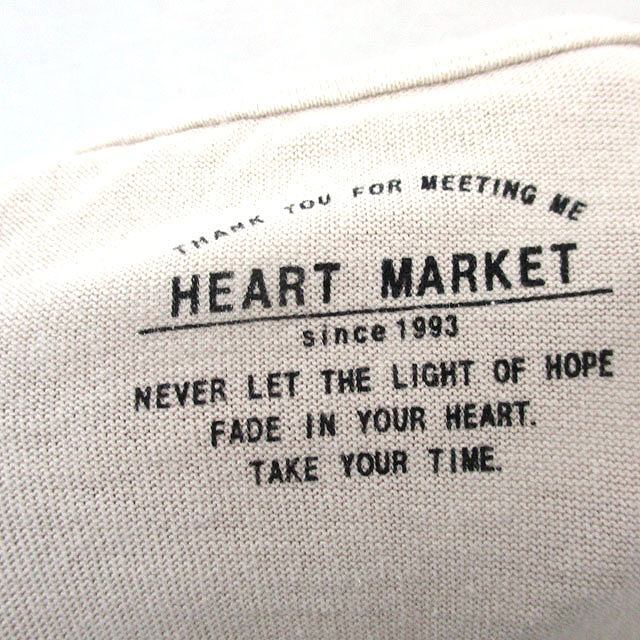 THANK YOU FOR MEETING ME
HEART MARKET
since 1993
NEVER LET THE LIGHT OF HOPE
FADE IN YOUR HEART.
TAKE YOUR TIME.